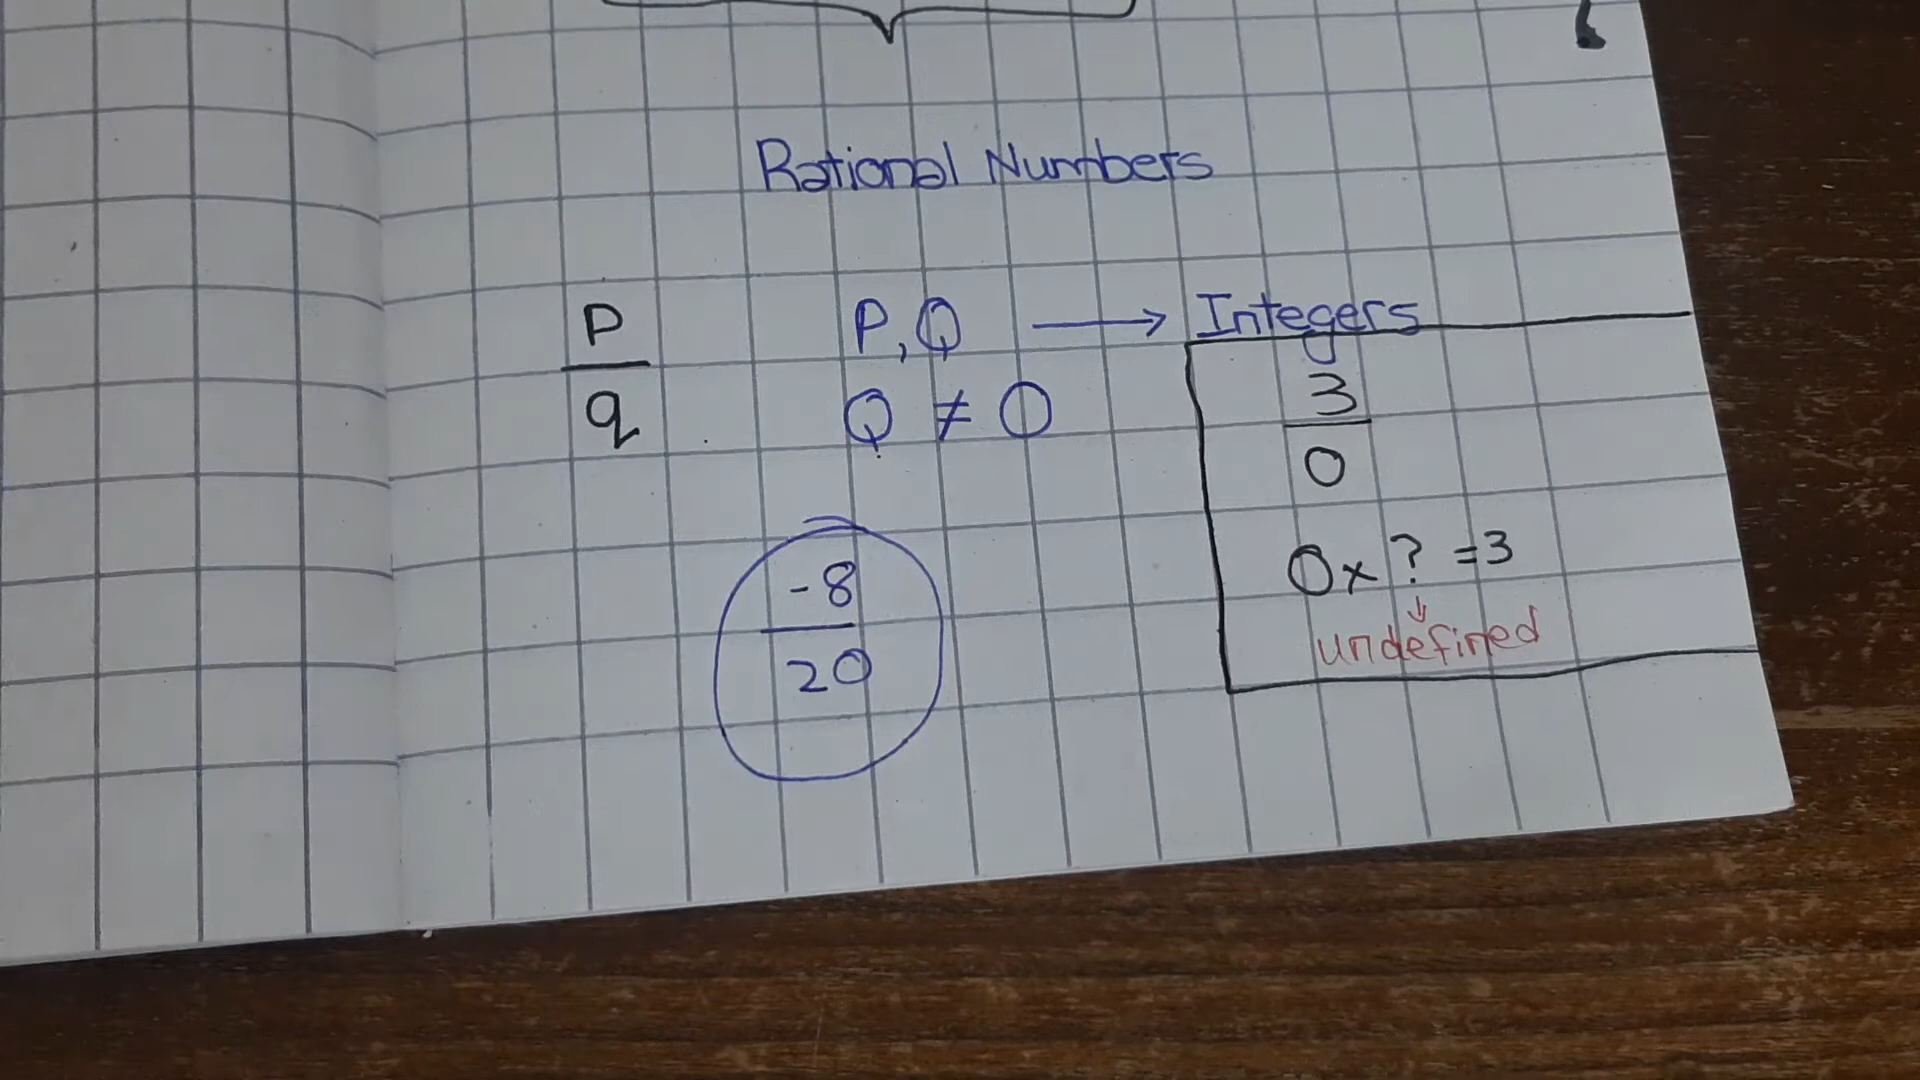 Rational Numbers
P
q
P, Q → Integers
Q ≠ 0
3
0
0 x ? = 3
↓
undefined
-8
20